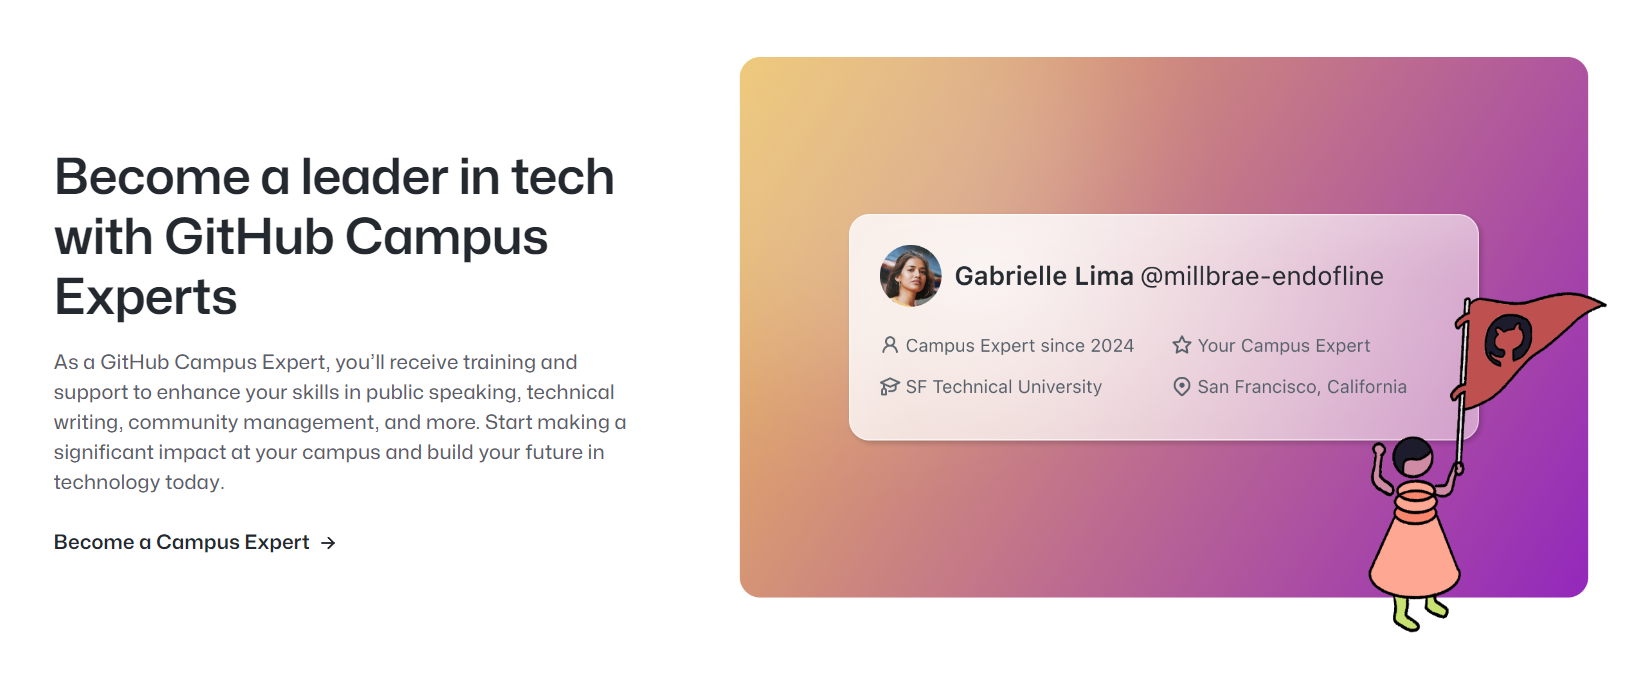 Become a leader in tech
with GitHub Campus
Experts
As a GitHub Campus Expert, you’ll receive training and
support to enhance your skills in public speaking, technical
writing, community management, and more. Start making a
significant impact at your campus and build your future in
technology today.
Become a Campus Expert →
Gabrielle Lima @millbrae-endofline
Campus Expert since 2024
Your Campus Expert
SF Technical University
San Francisco, California